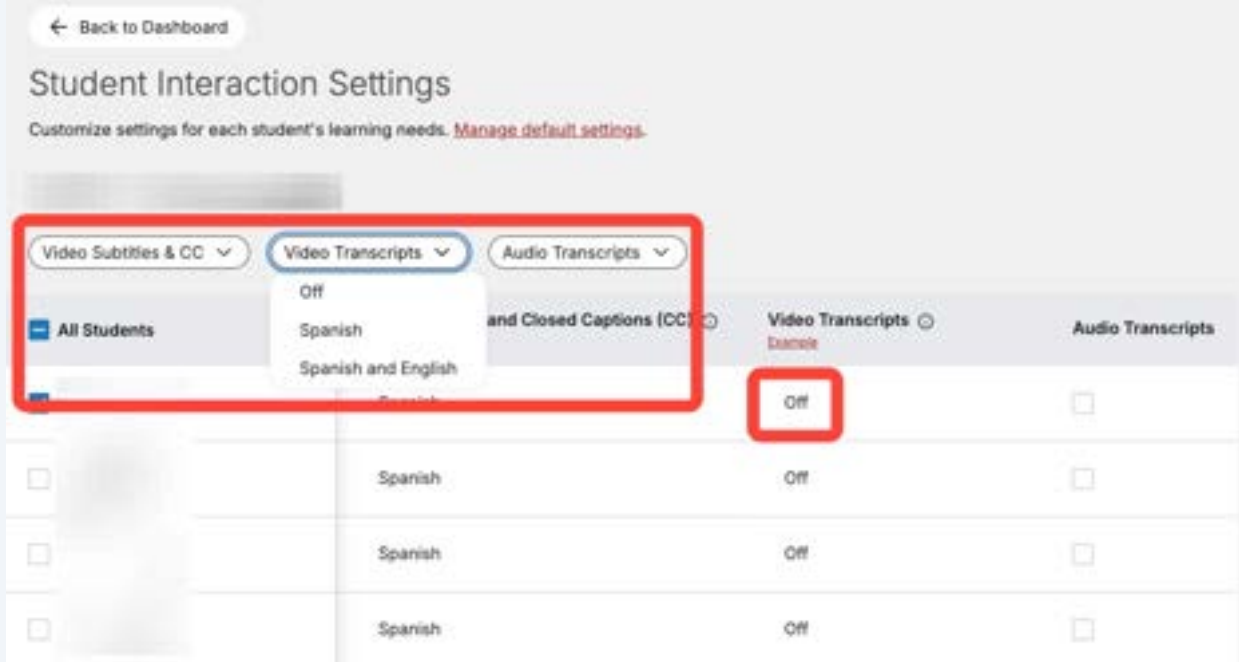 ← Back to Dashboard
Student Interaction Settings
Customize settings for each student's learning needs. Manage default settings.
Video Subtitles & CC Video Transcripts Audio Transcripts
Off
Spanish
Spanish and English
All Students and Closed Captions (CC) Video Transcripts Audio Transcripts
Example
Off
Spanish Off
Spanish Off
Spanish Off